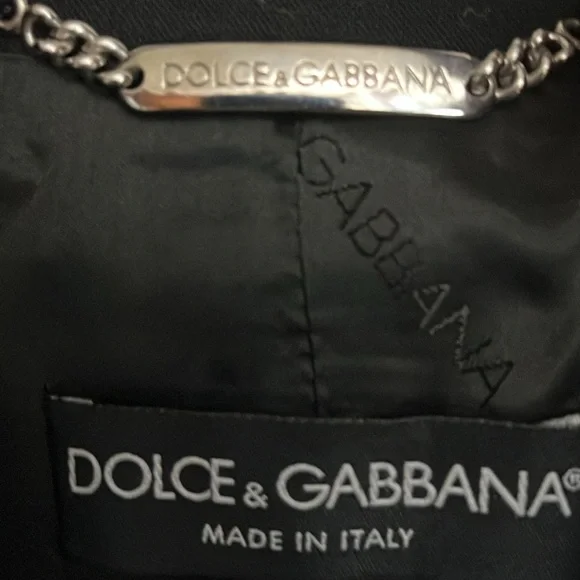 DOLCE & GABBANA
GABBANA
DOLCE & GABBANA®
MADE IN ITALY